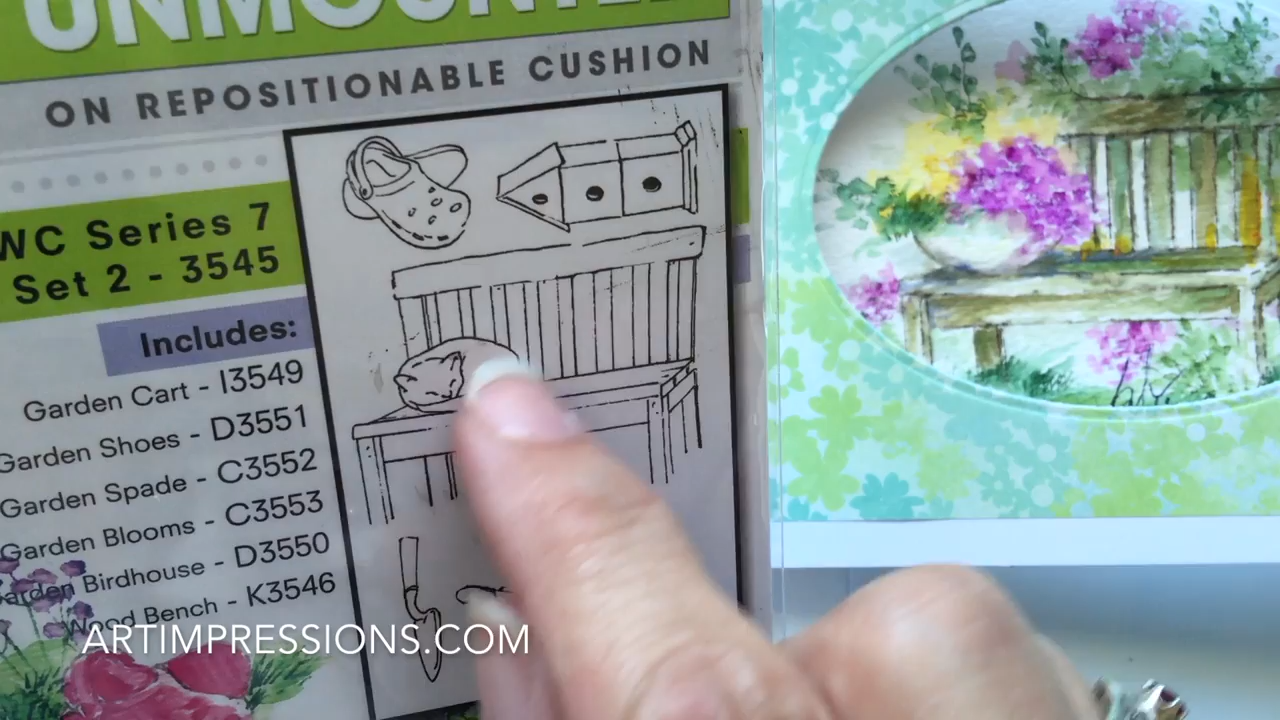 UNMOUNTED
ON REPOSITIONABLE CUSHION
WC Series 7
Set 2 - 3545
Includes:
Garden Cart - I3549
Garden Shoes - D3551
Garden Spade - C3552
Garden Blooms - C3553
Garden Birdhouse - D3550
Wood Bench - K3546
ARTIMPRESSIONS.COM